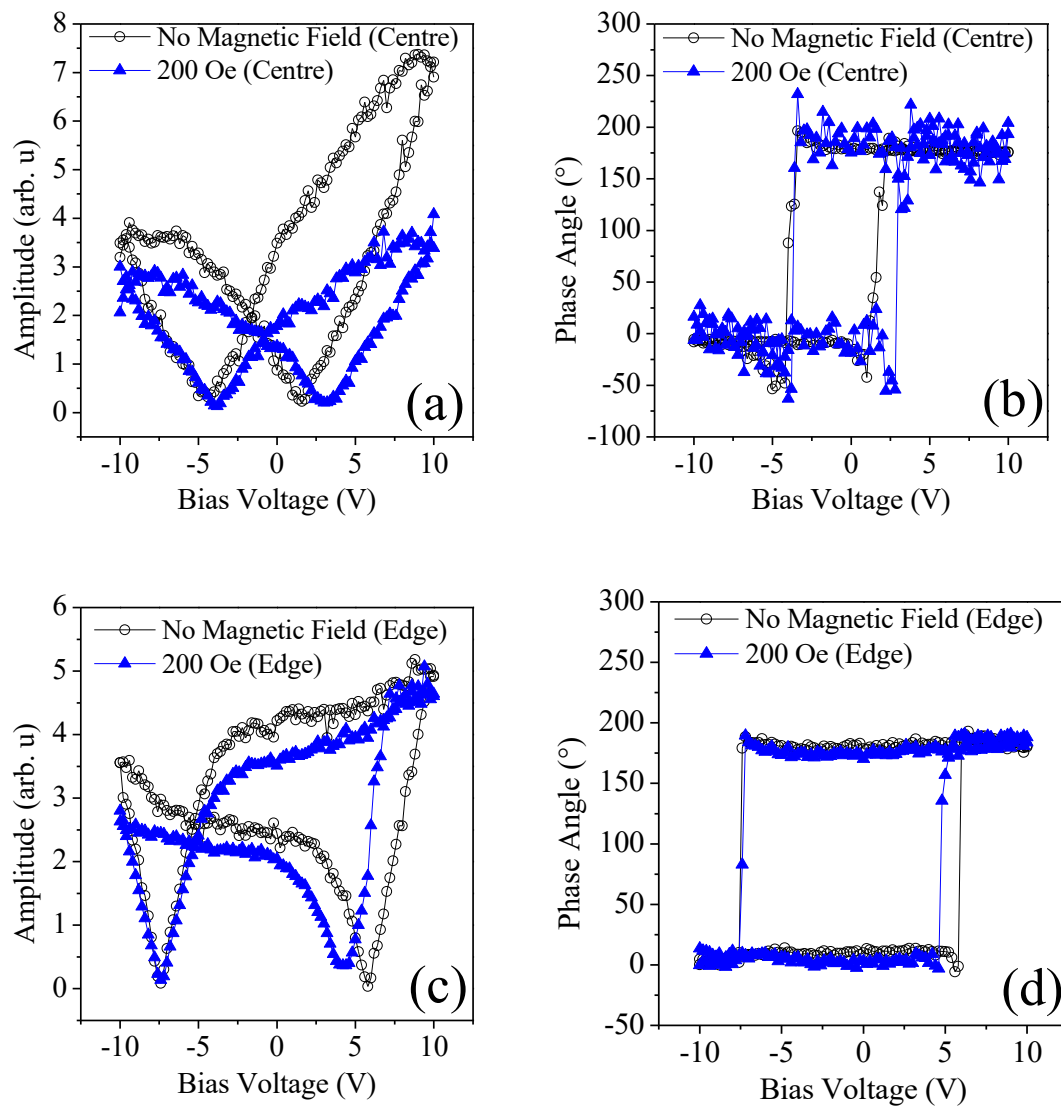 No Magnetic Field (Centre)
200 Oe (Centre)
8
7
6
5
4
3
2
1
0
Amplitude (arb. u)
-10
-5
0
5
10
Bias Voltage (V)
(a)
No Magnetic Field (Centre)
200 Oe (Centre)
300
250
200
150
100
50
0
-50
-100
Phase Angle (°)
-10
-5
0
5
10
Bias Voltage (V)
(b)
No Magnetic Field (Edge)
200 Oe (Edge)
6
5
4
3
2
1
0
Amplitude (arb. u)
-10
-5
0
5
10
Bias Voltage (V)
(c)
No Magnetic Field (Edge)
200 Oe (Edge)
300
250
200
150
100
50
0
-50
Phase Angle (°)
-10
-5
0
5
10
Bias Voltage (V)
(d)